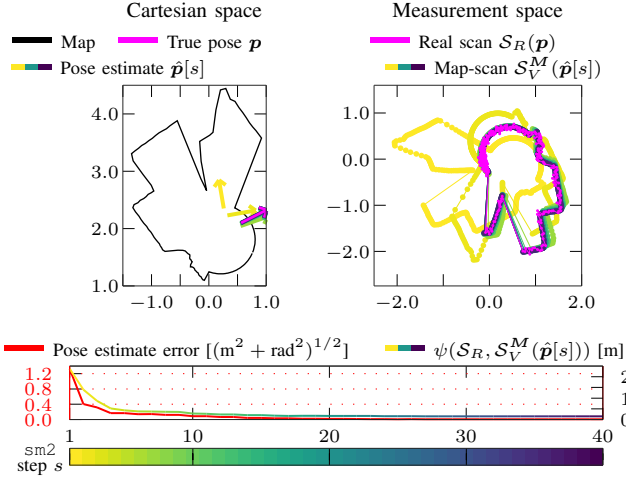 Cartesian space
Map True pose p
Pose estimate p̂[s]
4.0
3.0
2.0
1.0
−1.0 0.0 1.0
Measurement space
Real scan S_R(p)
Map-scan S_V^M(p̂[s])
1.0
0.0
−1.0
−2.0
−2.0 0.0 2.0
Pose estimate error [(m² + rad²)^{1/2}] ψ(S_R, S_V^M(p̂[s])) [m]
1.2
0.8
0.4
0.0
2
1
0
1 10 20 30 40
sm2
step s